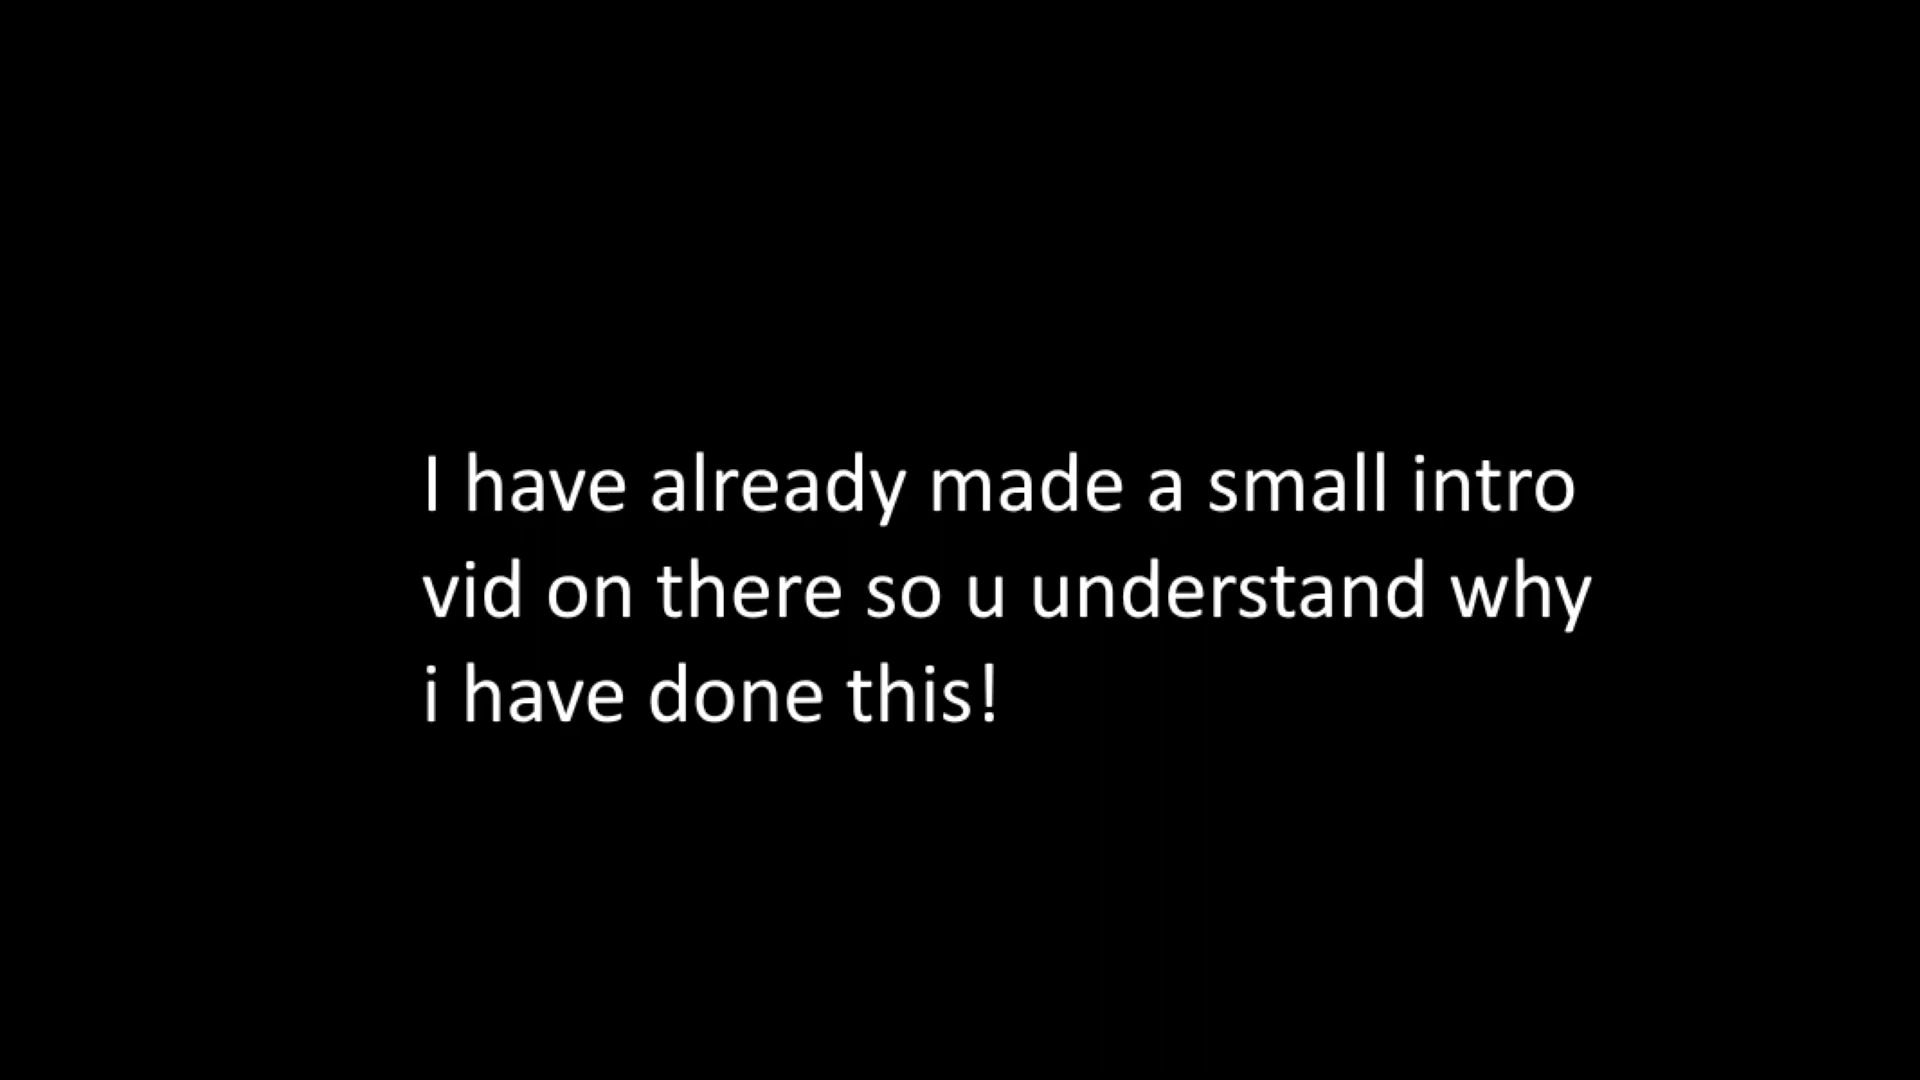 I have already made a small intro
vid on there so u understand why
i have done this!